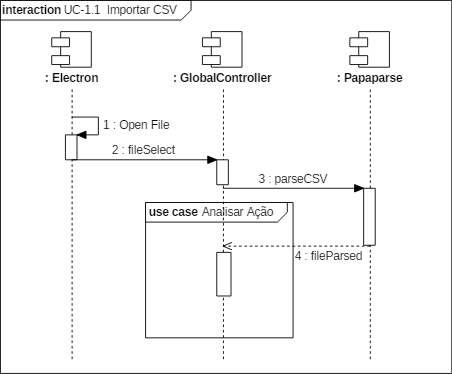 interaction UC-1.1 Importar CSV
: Electron
: GlobalController
: Papaparse
1 : Open File
2 : fileSelect
3 : parseCSV
use case Analisar Ação
4 : fileParsed